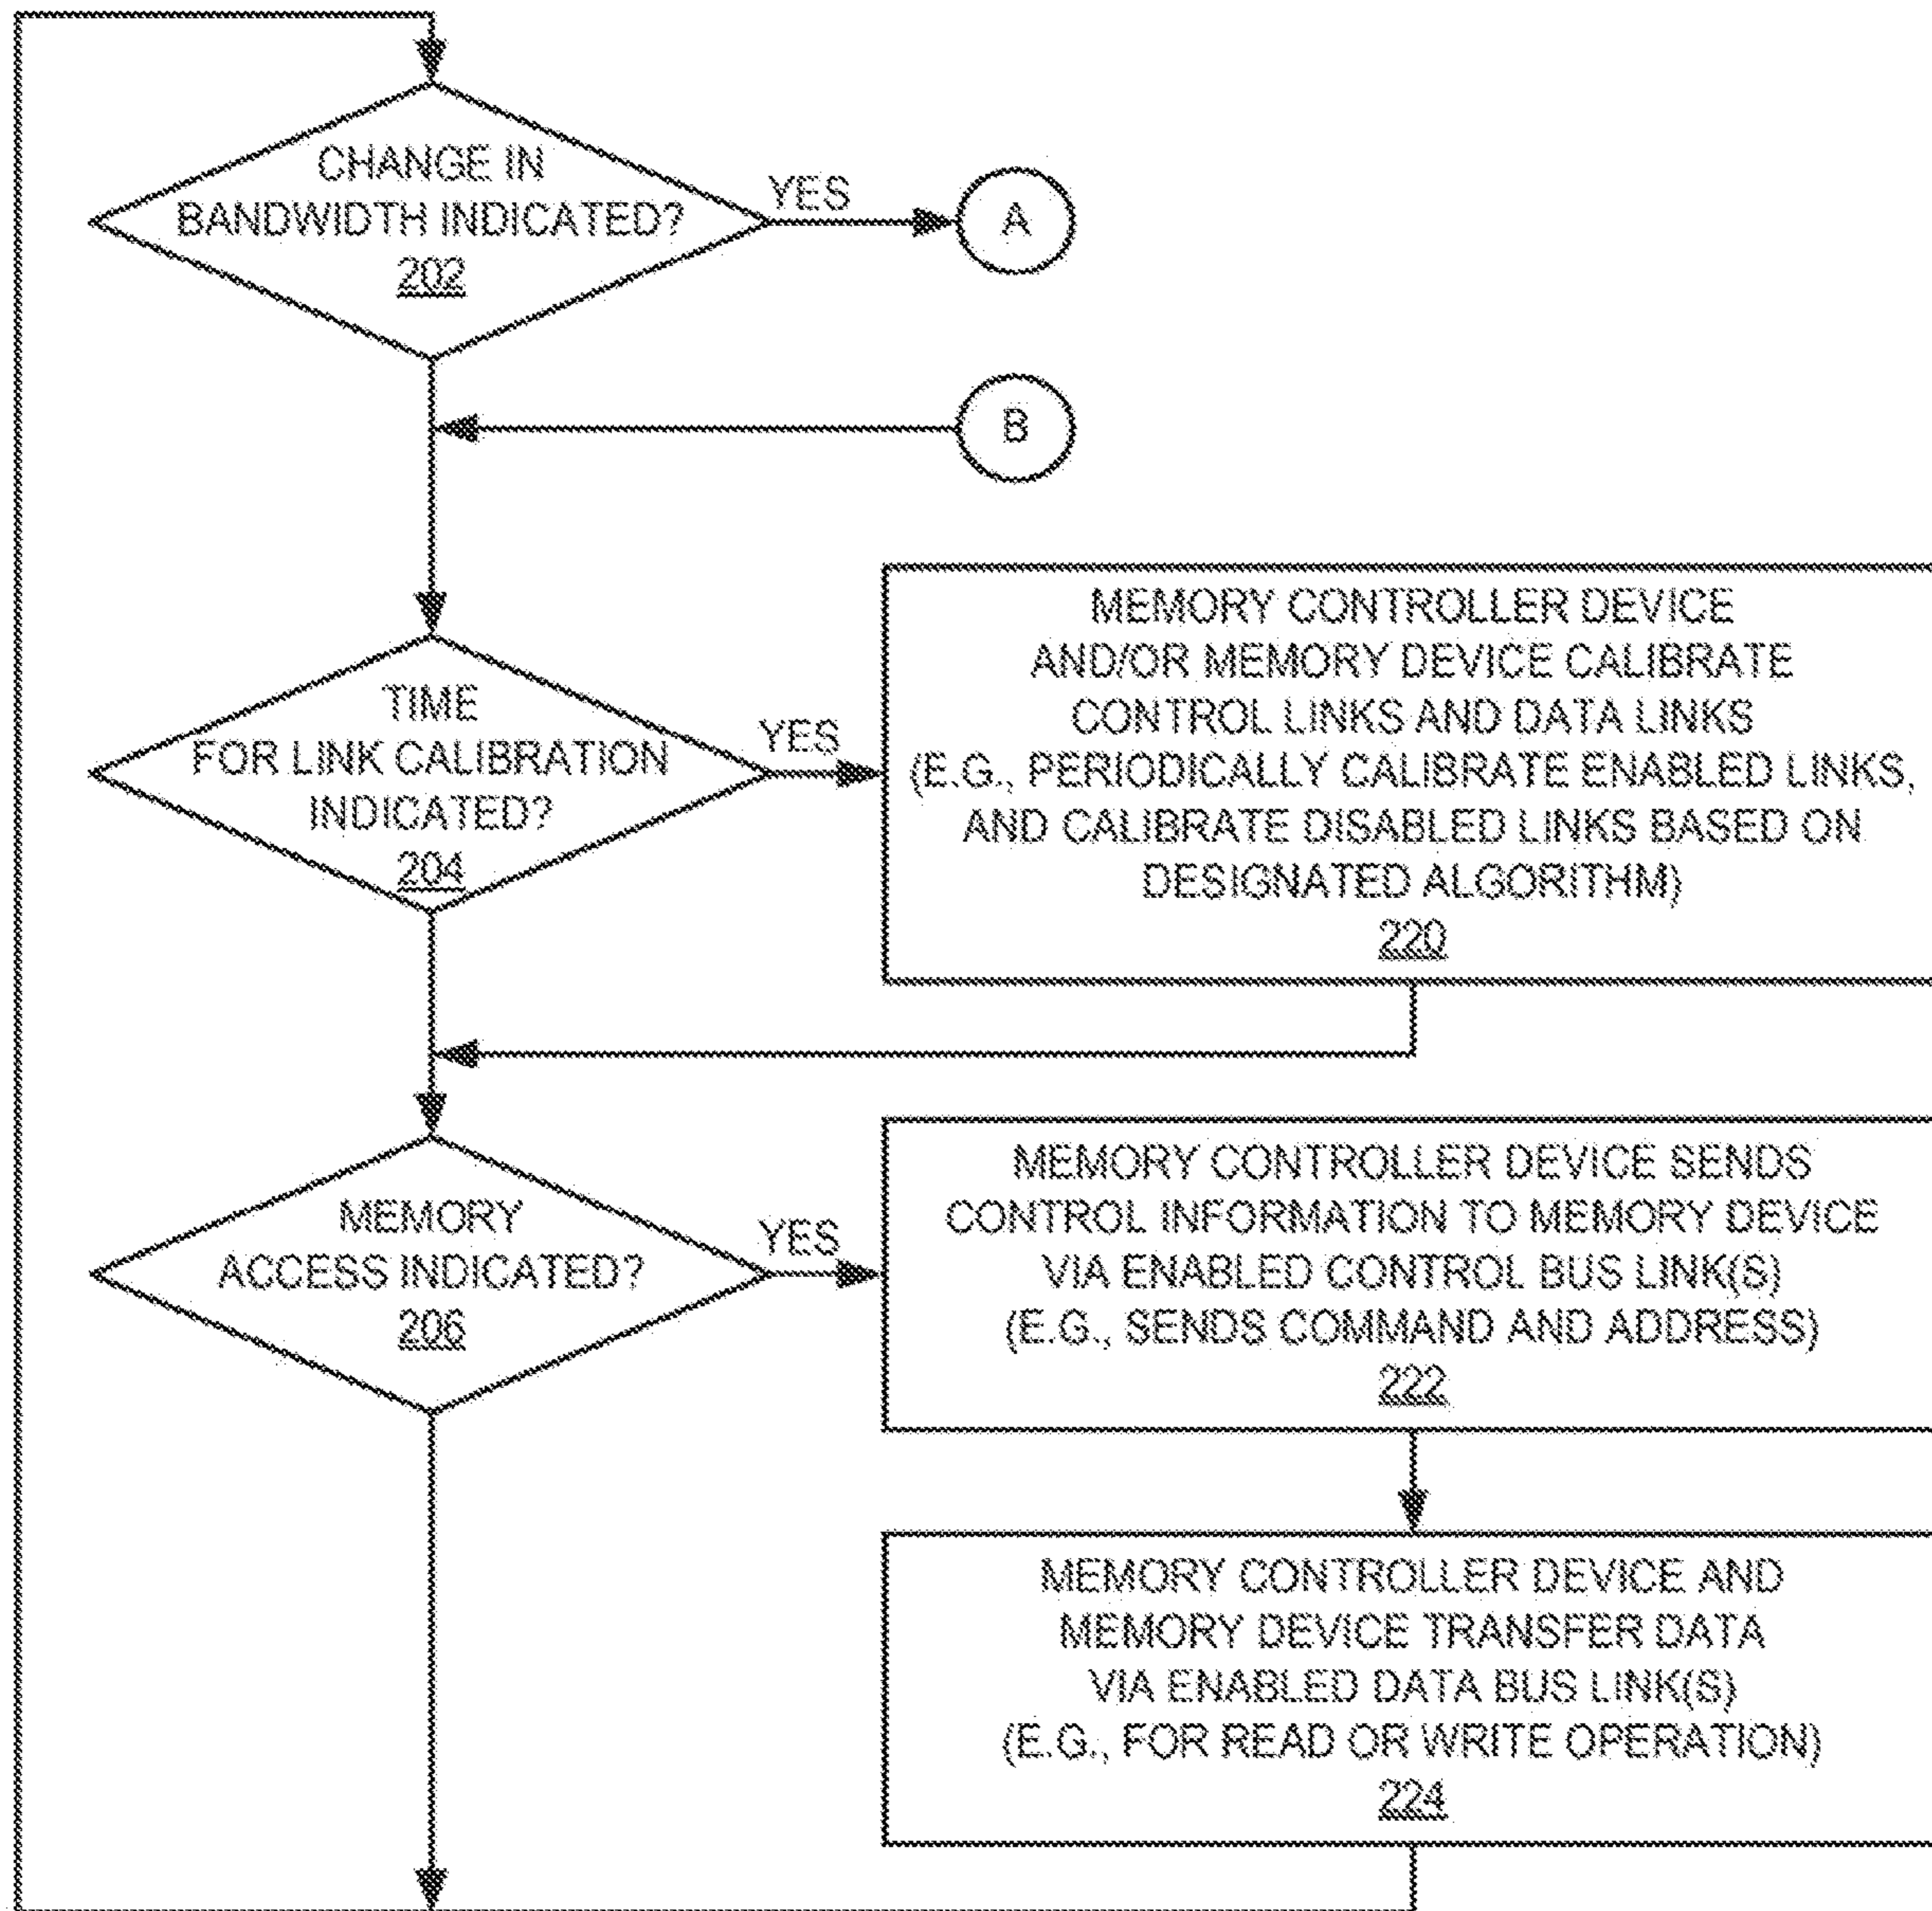 CHANGE IN
BANDWIDTH INDICATED?
202
YES
A
B
TIME
FOR LINK CALIBRATION
INDICATED?
204
YES
MEMORY CONTROLLER DEVICE
AND/OR MEMORY DEVICE CALIBRATE
CONTROL LINKS AND DATA LINKS
(E.G., PERIODICALLY CALIBRATE ENABLED LINKS,
AND CALIBRATE DISABLED LINKS BASED ON
DESIGNATED ALGORITHM)
220
MEMORY
ACCESS INDICATED?
206
YES
MEMORY CONTROLLER DEVICE SENDS
CONTROL INFORMATION TO MEMORY DEVICE
VIA ENABLED CONTROL BUS LINK(S)
(E.G., SENDS COMMAND AND ADDRESS)
222
MEMORY CONTROLLER DEVICE AND
MEMORY DEVICE TRANSFER DATA
VIA ENABLED DATA BUS LINK(S)
(E.G., FOR READ OR WRITE OPERATION)
224